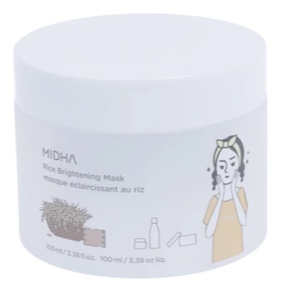 MIDHA
Rice Brightening Mask
masque éclaircissant au riz
100 ml / 3.38 fl.oz. 100 ml / 3,38 oz liq.